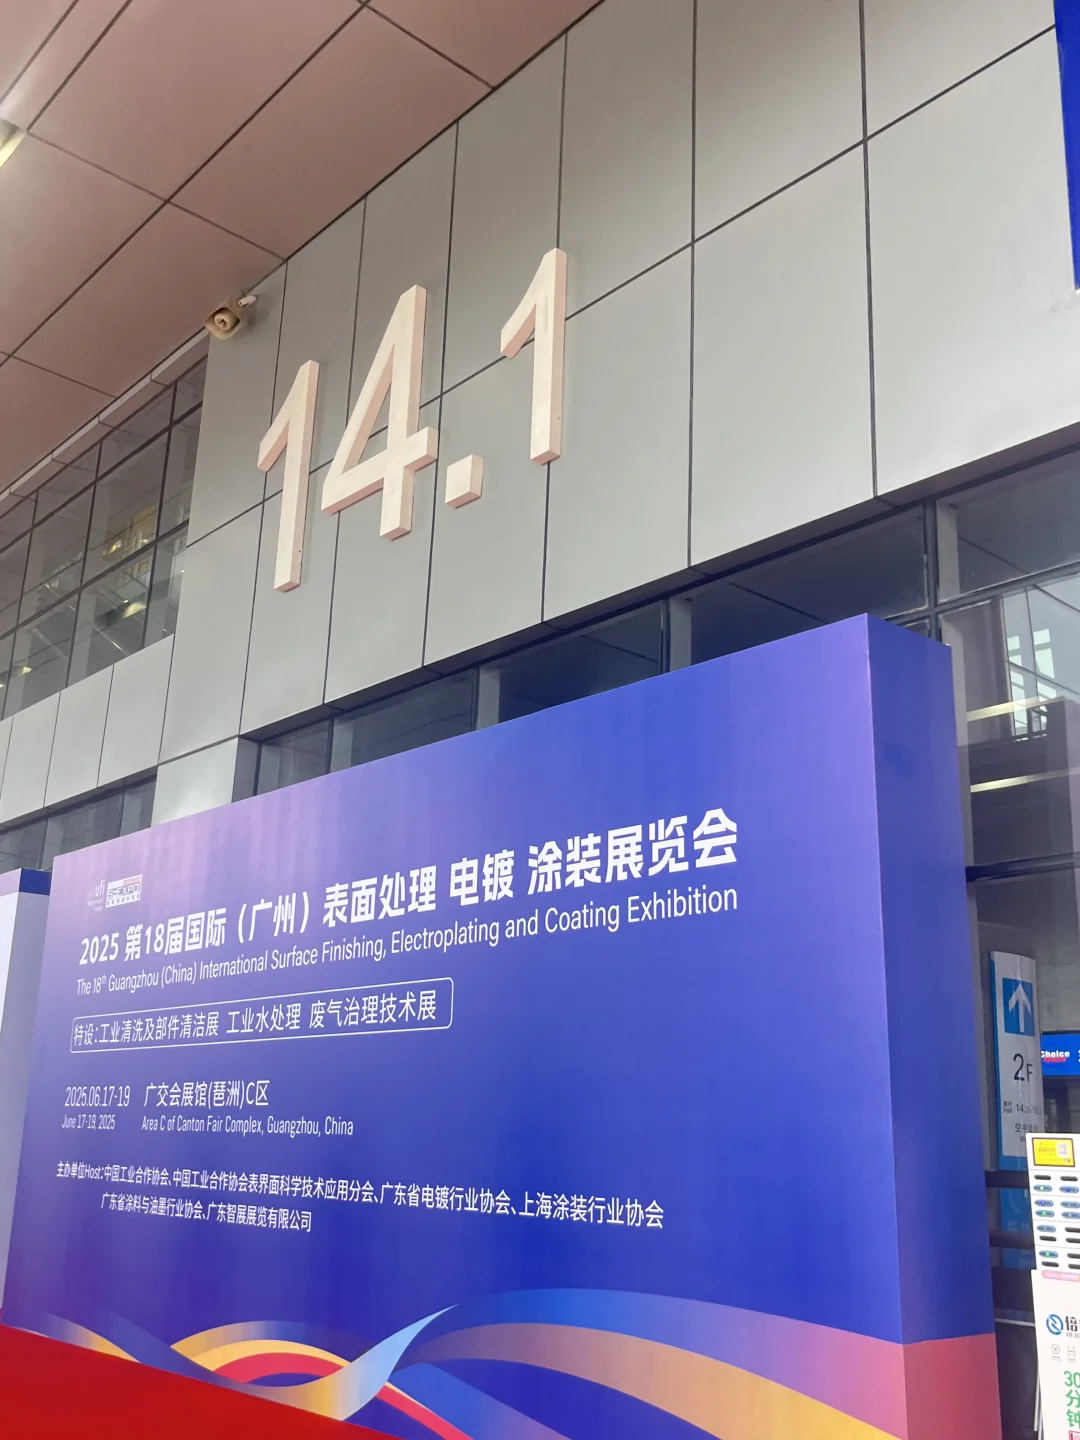 14.1
ufi
SFEXPO
2025 第18届国际（广州）表面处理 电镀 涂装展览会
The 18th Guangzhou (China) International Surface Finishing, Electroplating and Coating Exhibition
特设:工业清洗及部件清洁展 工业水处理 废气治理技术展
2025.06.17-19 广交会展馆(琶洲)C区
June 17-19, 2025 Area C of Canton Fair Complex, Guangzhou, China
主办单位Host:中国工业合作协会、中国工业合作协会表界面科学技术应用分会、广东省电镀行业协会、上海涂装行业协会
广东省涂料与油墨行业协会、广东智展展览有限公司
2F
Choice
倍
30
分
钟